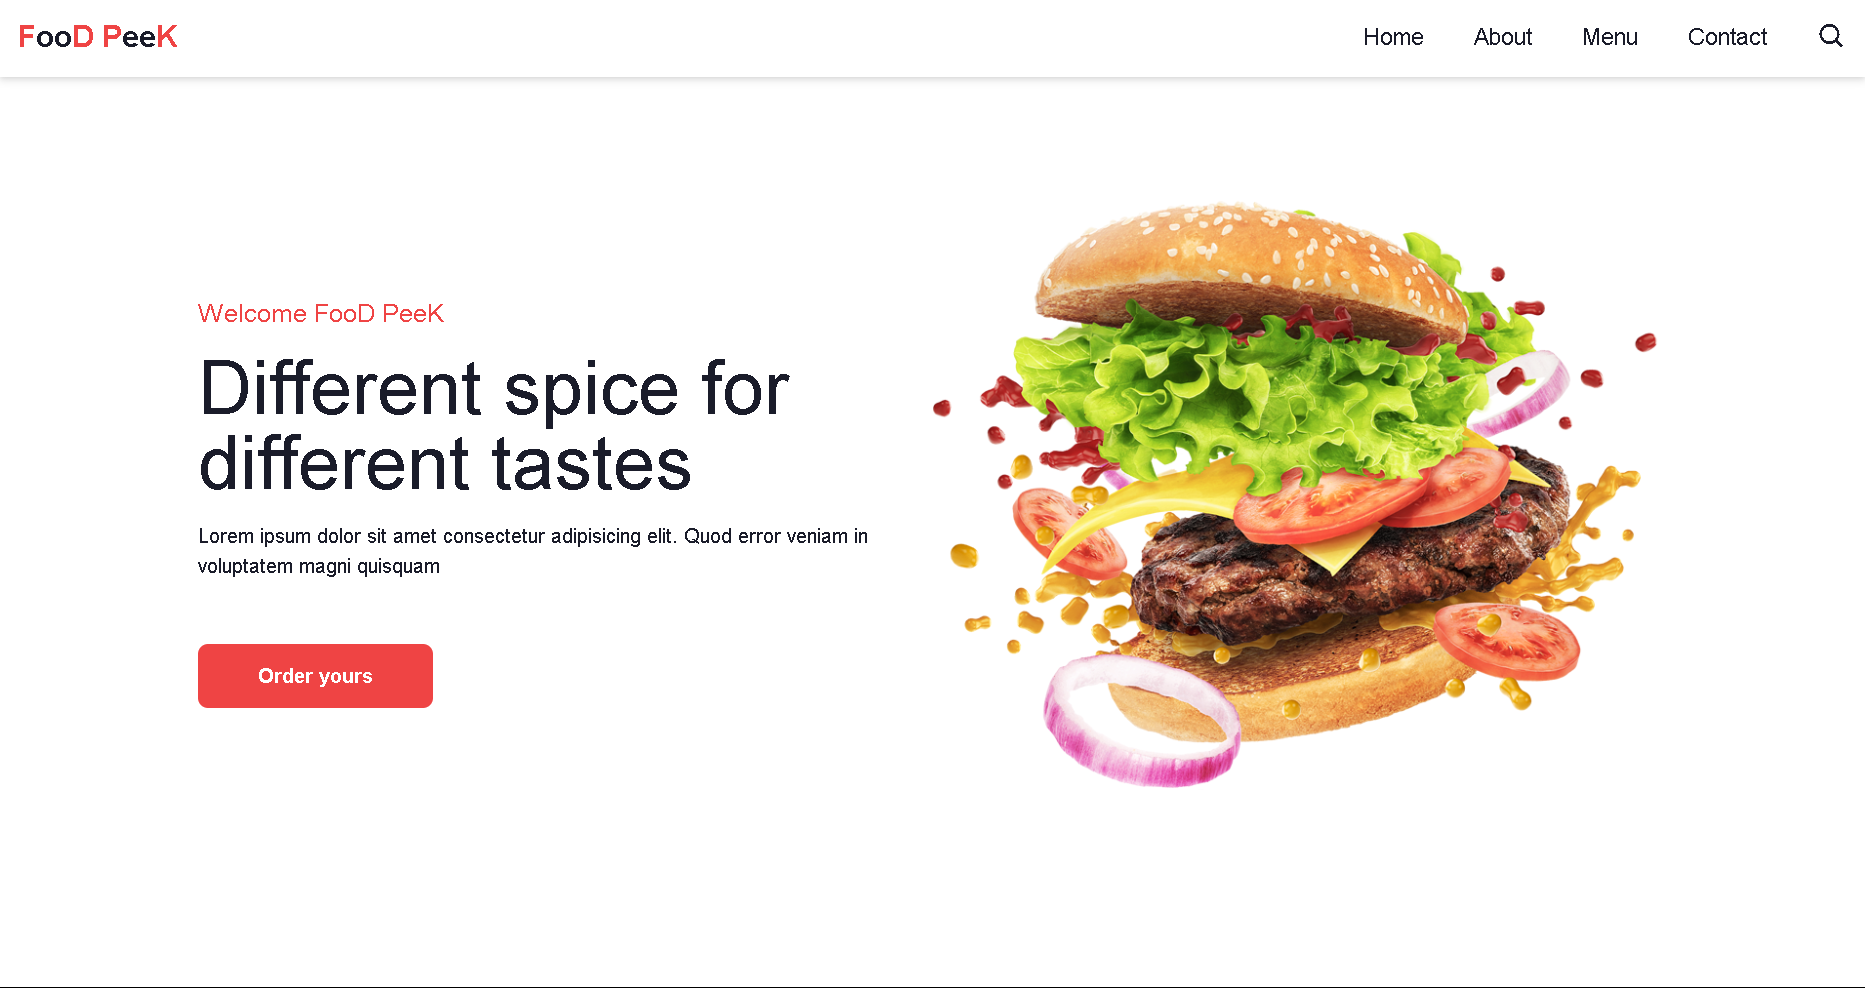 FooD PeeK
Home About Menu Contact
Welcome FooD PeeK
Different spice for
different tastes
Lorem ipsum dolor sit amet consectetur adipisicing elit. Quod error veniam in
voluptatem magni quisquam
Order yours